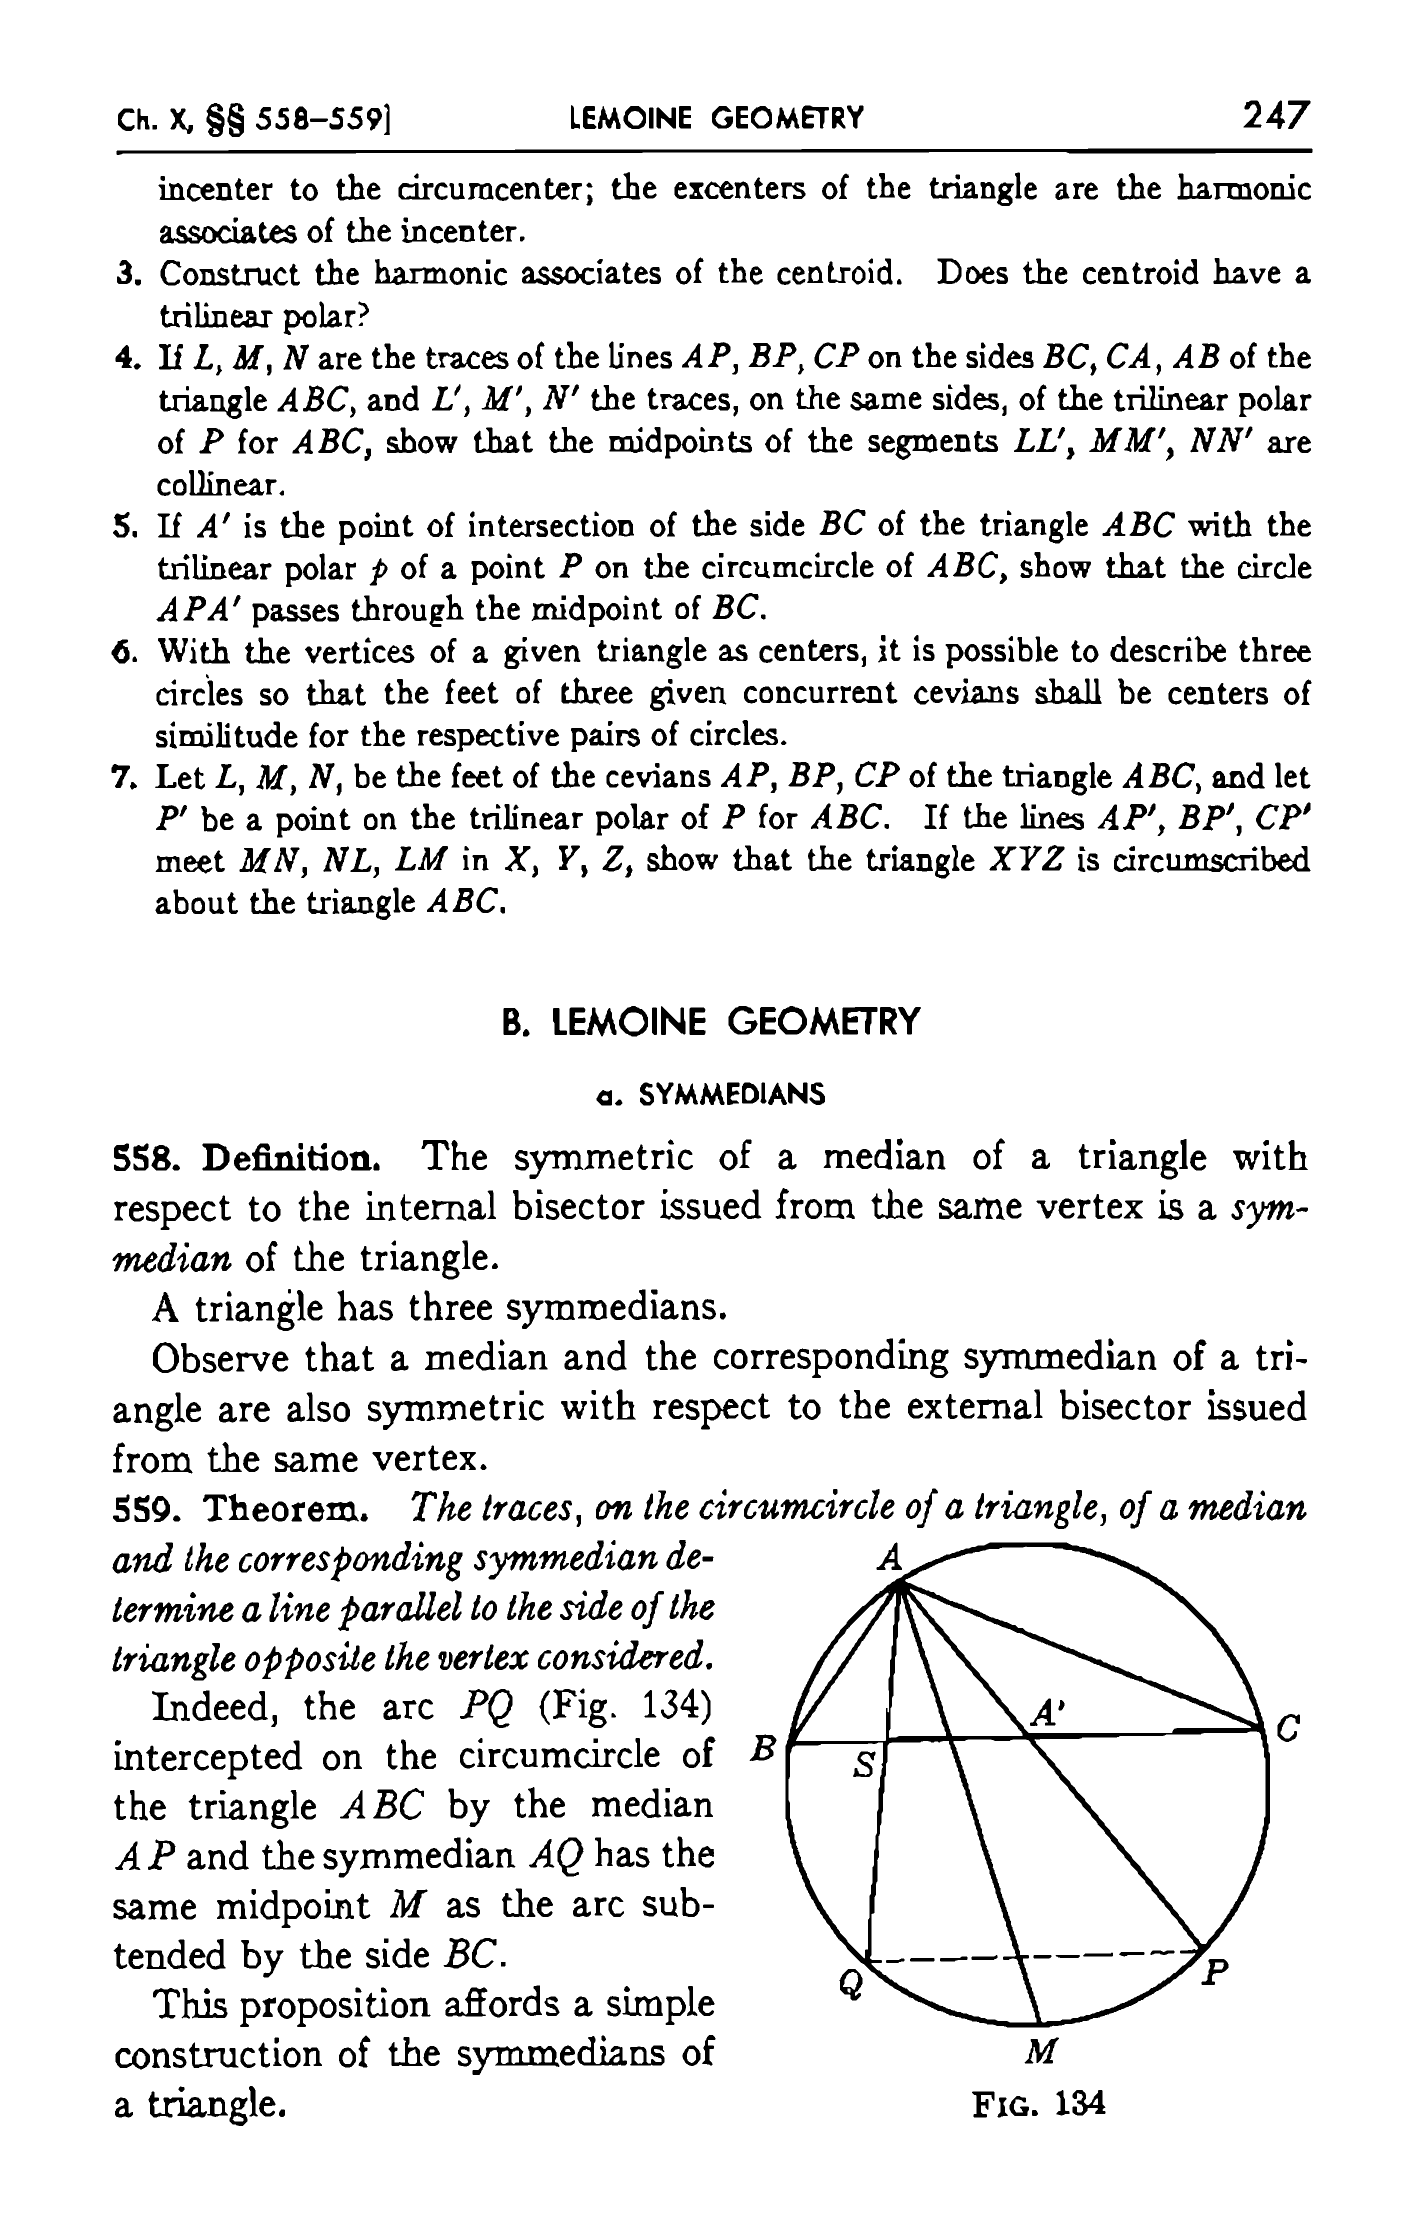 Ch. X, §§ 558–559] LEMOINE GEOMETRY 247
incenter to the circumcenter; the excenters of the triangle are the harmonic
associates of the incenter.
3. Construct the harmonic associates of the centroid. Does the centroid have a
trilinear polar?
4. If L, M, N are the traces of the lines AP, BP, CP on the sides BC, CA, AB of the
triangle ABC, and L', M', N' the traces, on the same sides, of the trilinear polar
of P for ABC, show that the midpoints of the segments LL', MM', NN' are
collinear.
5. If A' is the point of intersection of the side BC of the triangle ABC with the
trilinear polar p of a point P on the circumcircle of ABC, show that the circle
APA' passes through the midpoint of BC.
6. With the vertices of a given triangle as centers, it is possible to describe three
circles so that the feet of three given concurrent cevians shall be centers of
similitude for the respective pairs of circles.
7. Let L, M, N, be the feet of the cevians AP, BP, CP of the triangle ABC, and let
P' be a point on the trilinear polar of P for ABC. If the lines AP', BP', CP'
meet MN, NL, LM in X, Y, Z, show that the triangle XYZ is circumscribed
about the triangle ABC.
B. LEMOINE GEOMETRY
a. SYMMEDIANS
558. Definition. The symmetric of a median of a triangle with
respect to the internal bisector issued from the same vertex is a sym-
median of the triangle.
A triangle has three symmedians.
Observe that a median and the corresponding symmedian of a tri-
angle are also symmetric with respect to the external bisector issued
from the same vertex.
559. Theorem. The traces, on the circumcircle of a triangle, of a median
and the corresponding symmedian de-
termine a line parallel to the side of the
triangle opposite the vertex considered.
Indeed, the arc PQ (Fig. 134)
intercepted on the circumcircle of
the triangle ABC by the median
AP and the symmedian AQ has the
same midpoint M as the arc sub-
tended by the side BC.
This proposition affords a simple
construction of the symmedians of
a triangle.
A
A'
C
B
S
Q
P
M
FIG. 134